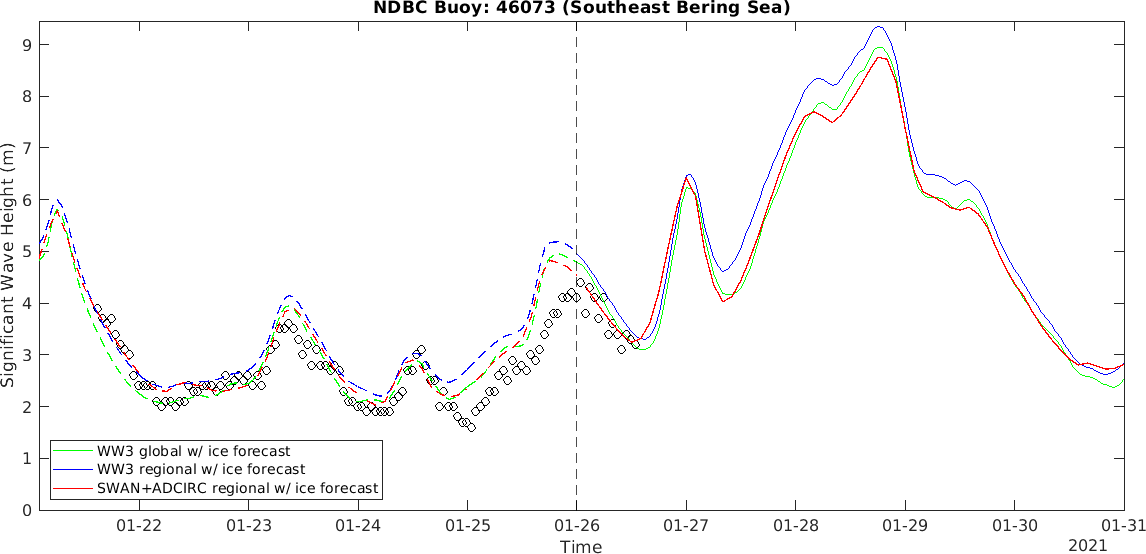 NDBC Buoy: 46073 (Southeast Bering Sea)
Significant Wave Height (m)
9
8
7
6
5
4
3
2
1
0
WW3 global w/ ice forecast
WW3 regional w/ ice forecast
SWAN+ADCIRC regional w/ ice forecast
01-22 01-23 01-24 01-25 01-26 01-27 01-28 01-29 01-30 01-31
Time
2021